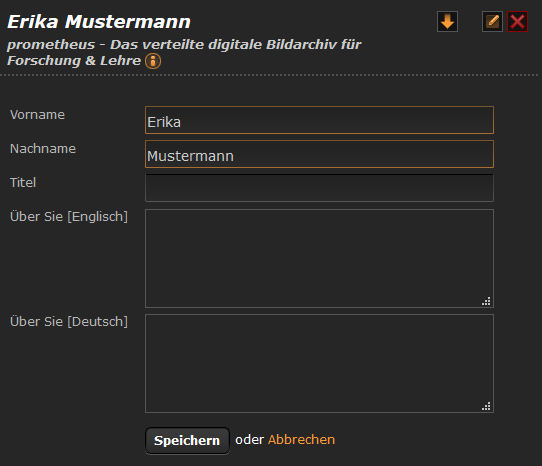 Erika Mustermann
prometheus - Das verteilte digitale Bildarchiv für
Forschung & Lehre
Vorname
Erika
Nachname
Mustermann
Titel
Über Sie [Englisch]
Über Sie [Deutsch]
Speichern oder Abbrechen